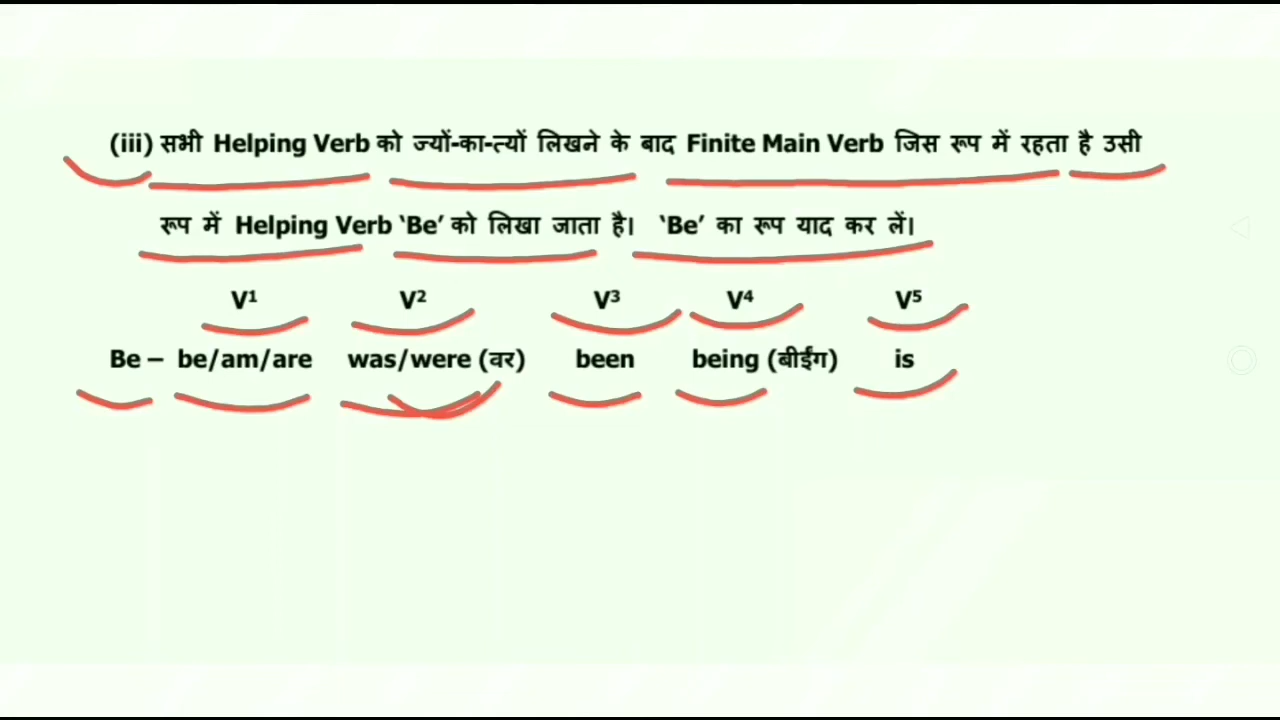 (iii) सभी Helping Verb को ज्यों-का-त्यों लिखने के बाद Finite Main Verb जिस रूप में रहता है उसी
रूप में Helping Verb ‘Be’ को लिखा जाता है। ‘Be’ का रूप याद कर लें।
V¹ V² V³ V⁴ V⁵
Be – be/am/are was/were (वर) been being (बीईंग) is